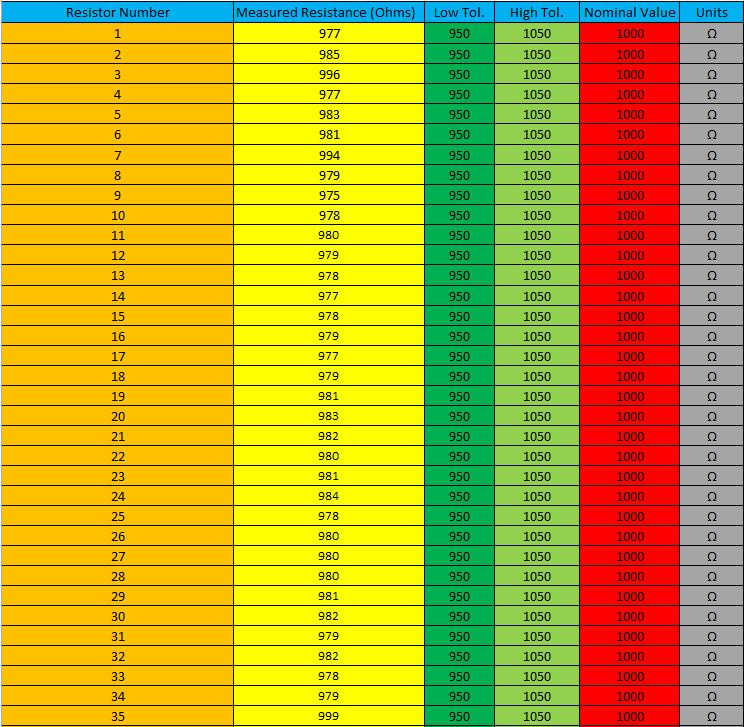 Resistor Number Measured Resistance (Ohms) Low Tol. High Tol. Nominal Value Units
1 977 950 1050 1000 Ω
2 985 950 1050 1000 Ω
3 996 950 1050 1000 Ω
4 977 950 1050 1000 Ω
5 983 950 1050 1000 Ω
6 981 950 1050 1000 Ω
7 994 950 1050 1000 Ω
8 979 950 1050 1000 Ω
9 975 950 1050 1000 Ω
10 978 950 1050 1000 Ω
11 980 950 1050 1000 Ω
12 979 950 1050 1000 Ω
13 978 950 1050 1000 Ω
14 977 950 1050 1000 Ω
15 978 950 1050 1000 Ω
16 979 950 1050 1000 Ω
17 977 950 1050 1000 Ω
18 979 950 1050 1000 Ω
19 981 950 1050 1000 Ω
20 983 950 1050 1000 Ω
21 982 950 1050 1000 Ω
22 980 950 1050 1000 Ω
23 981 950 1050 1000 Ω
24 984 950 1050 1000 Ω
25 978 950 1050 1000 Ω
26 980 950 1050 1000 Ω
27 980 950 1050 1000 Ω
28 980 950 1050 1000 Ω
29 981 950 1050 1000 Ω
30 982 950 1050 1000 Ω
31 979 950 1050 1000 Ω
32 982 950 1050 1000 Ω
33 978 950 1050 1000 Ω
34 979 950 1050 1000 Ω
35 999 950 1050 1000 Ω